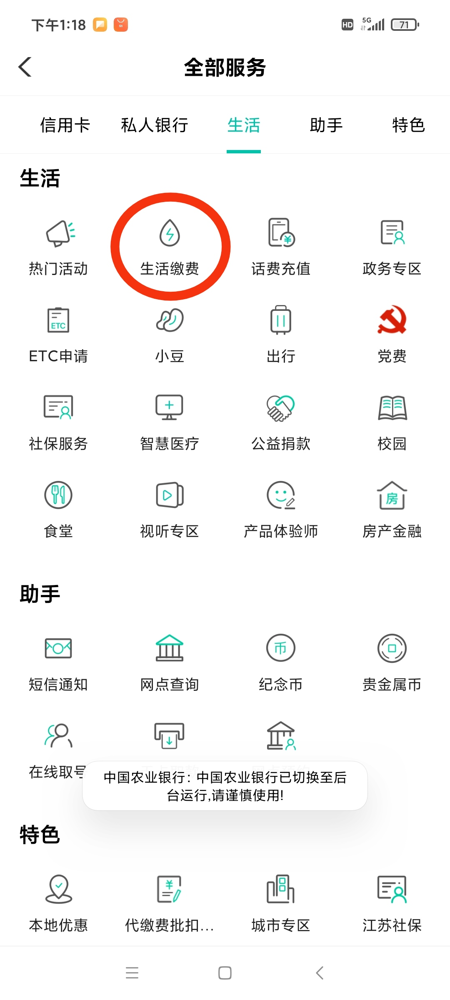 下午1:18
HD 5G 71
全部服务
信用卡 私人银行 生活 助手 特色
生活
热门活动 生活缴费 话费充值 政务专区
ETC
ETC申请 小豆 出行 党费
社保服务 智慧医疗 公益捐款 校园
房
食堂 视听专区 产品体验师 房产金融
助手
币
短信通知 网点查询 纪念币 贵金属币
在线取号
中国农业银行：中国农业银行已切换至后
台运行,请谨慎使用!
特色
本地优惠 代缴费批扣... 城市专区 江苏社保